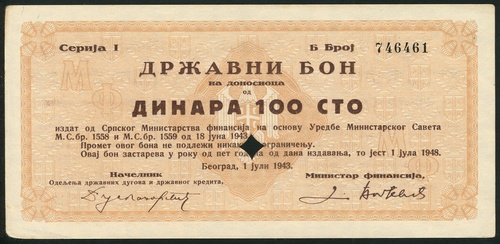 Серија I
Б Број 746461
ДРЖАВНИ БОН
на доносиоца
од
ДИНАРА 100 СТО
издат од Српског Министарства финансија на основу Уредбе Министарског Савета
М.С.бр. 1558 и М.С.бр. 1559 од 18 јуна 1943
Промет овог бона не подлежи никаквом ограничењу.
Овај бон застарева у року од пет година од дана издавања, то јест 1 јула 1948.
Београд, 1 јули 1943.
Начелник
Одељења државних дугова и државног кредита,
Министар финансија,
М
Ф